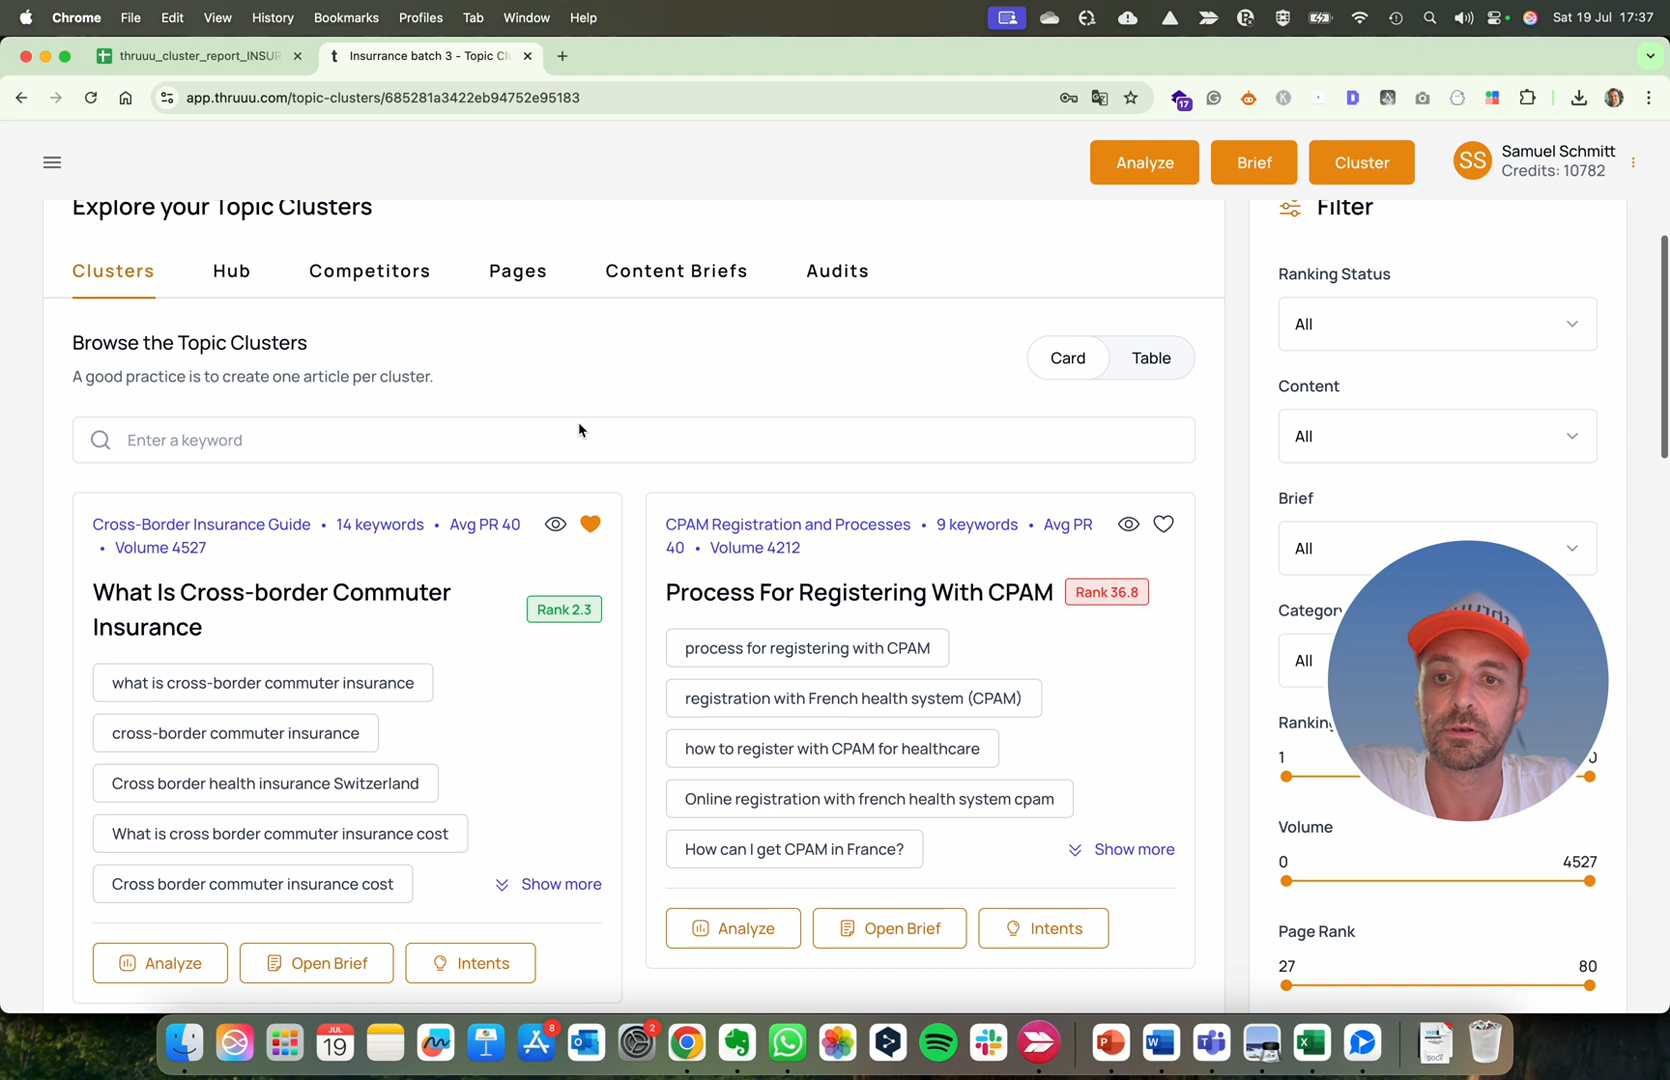 Chrome File Edit View History Bookmarks Profiles Tab Window Help Sat 19 Jul 17:37
thruuu_cluster_report_INSUR
Insurrance batch 3 - Topic Cl
app.thruuu.com/topic-clusters/685281a3422eb94752e95183
17
Analyze
Brief
Cluster
SS
Samuel Schmitt
Credits: 10782
Explore your Topic Clusters
Clusters
Hub
Competitors
Pages
Content Briefs
Audits
Browse the Topic Clusters
A good practice is to create one article per cluster.
Card
Table
Enter a keyword
Cross-Border Insurance Guide • 14 keywords • Avg PR 40
• Volume 4527
What Is Cross-border Commuter
Insurance
Rank 2.3
what is cross-border commuter insurance
cross-border commuter insurance
Cross border health insurance Switzerland
What is cross border commuter insurance cost
Cross border commuter insurance cost
Show more
Analyze
Open Brief
Intents
CPAM Registration and Processes • 9 keywords • Avg PR
40 • Volume 4212
Process For Registering With CPAM
Rank 36.8
process for registering with CPAM
registration with French health system (CPAM)
how to register with CPAM for healthcare
Online registration with french health system cpam
How can I get CPAM in France?
Show more
Analyze
Open Brief
Intents
Filter
Ranking Status
All
Content
All
Brief
All
Category
All
Ranking
1
Volume
0 4527
Page Rank
27 80
JUL
19
8
2